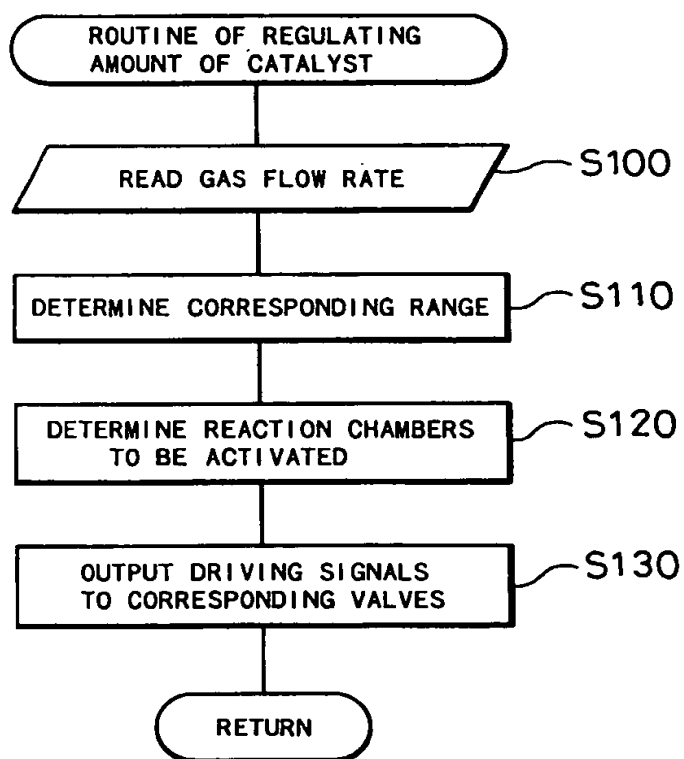 ROUTINE OF REGULATING
AMOUNT OF CATALYST
READ GAS FLOW RATE
S100
DETERMINE CORRESPONDING RANGE
S110
DETERMINE REACTION CHAMBERS
TO BE ACTIVATED
S120
OUTPUT DRIVING SIGNALS
TO CORRESPONDING VALVES
S130
RETURN